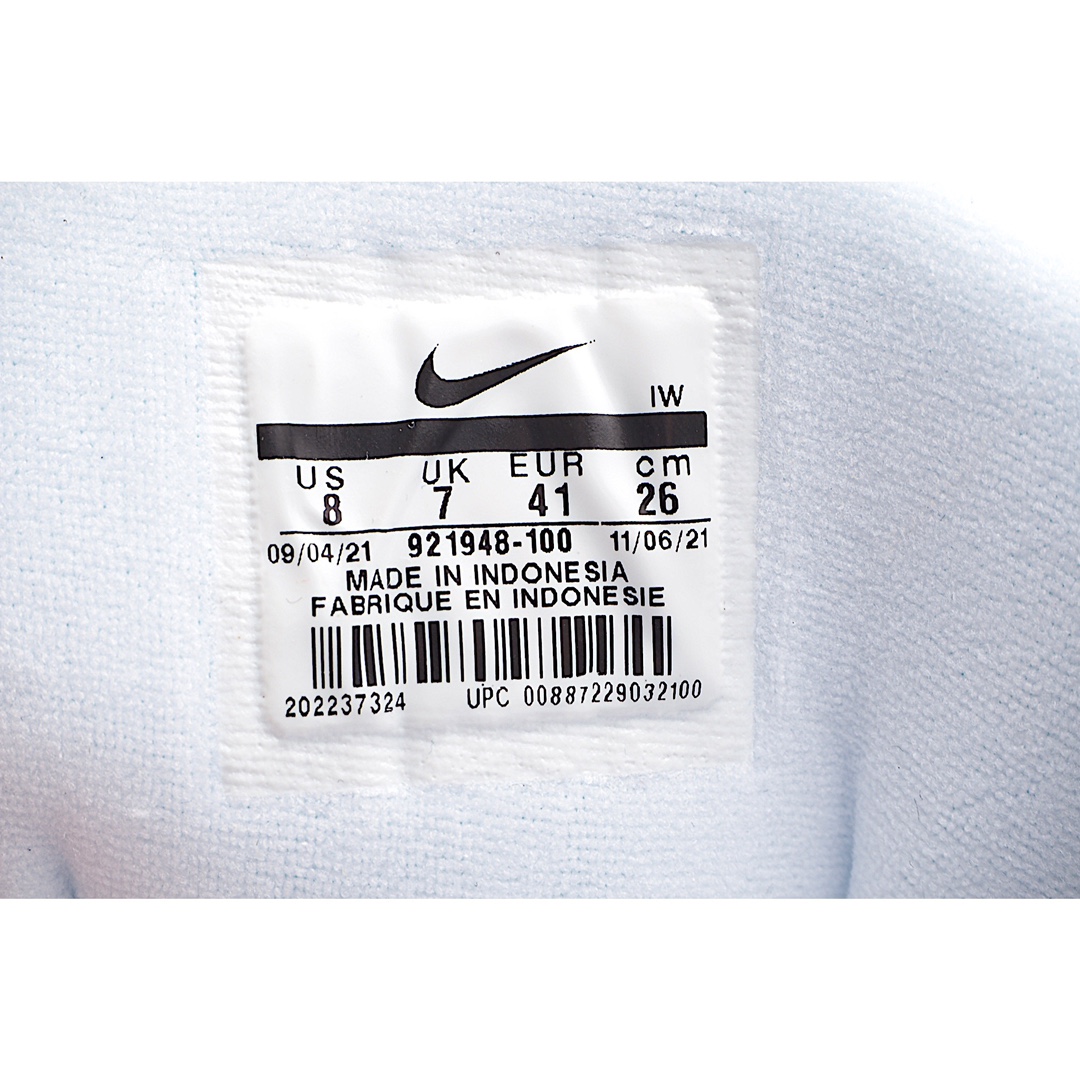 IW
US UK EUR cm
8 7 41 26
09/04/21 921948-100 11/06/21
MADE IN INDONESIA
FABRIQUE EN INDONESIE
202237324 UPC 00887229032100